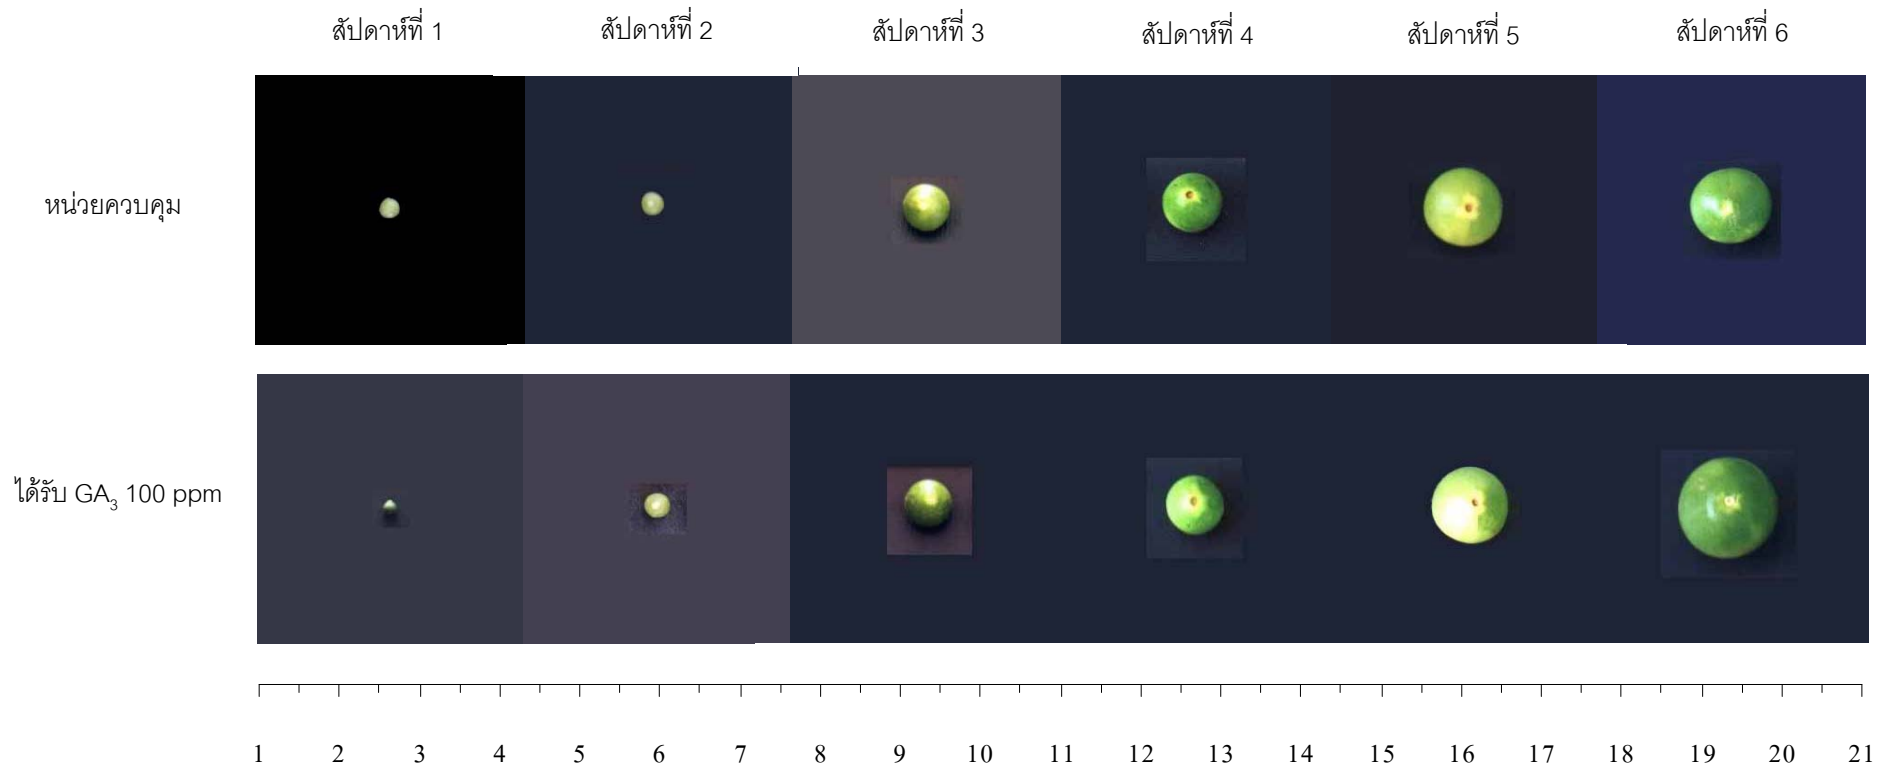 สัปดาห์ที่ 1 สัปดาห์ที่ 2 สัปดาห์ที่ 3 สัปดาห์ที่ 4 สัปดาห์ที่ 5 สัปดาห์ที่ 6
หน่วยควบคุม
ได้รับ GA₃ 100 ppm
1 2 3 4 5 6 7 8 9 10 11 12 13 14 15 16 17 18 19 20 21